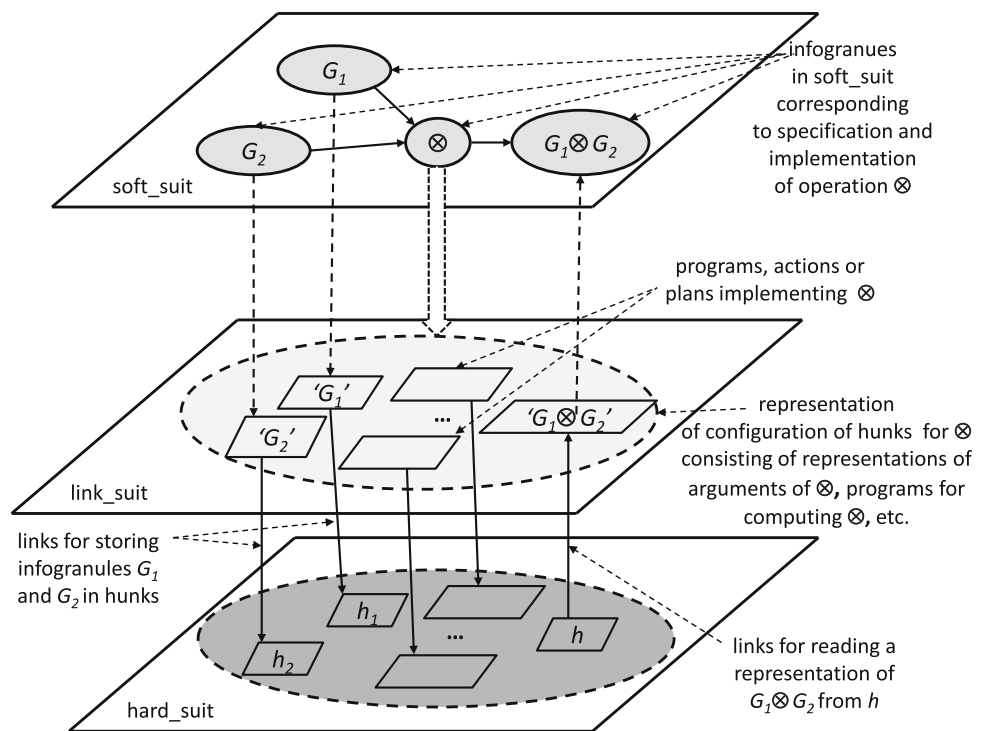 G₁
infogranues
in soft_suit
corresponding
to specification and
implementation
of operation ⊗
G₂
⊗
G₁⊗G₂
soft_suit
programs, actions or
plans implementing ⊗
'G₁'
'G₂'
...
'G₁⊗G₂'
link_suit
representation
of configuration of hunks for ⊗
consisting of representations of
arguments of ⊗, programs for
computing ⊗, etc.
links for storing
infogranules G₁
and G₂ in hunks
h₁
h₂
...
h
hard_suit
links for reading a
representation of
G₁⊗G₂ from h